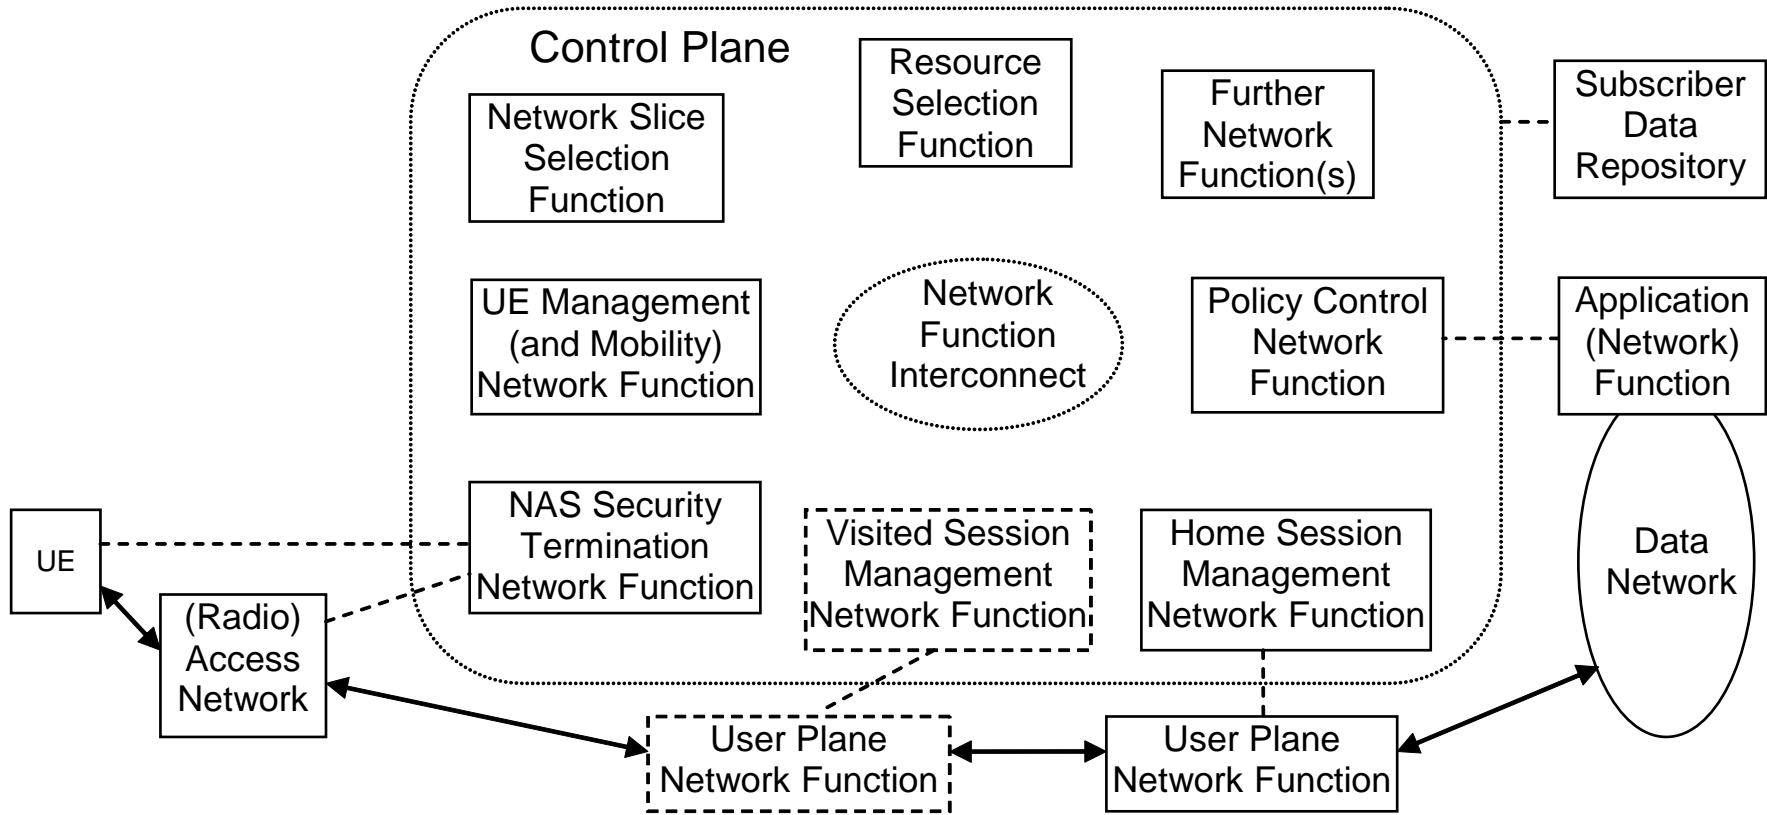 Control Plane
Resource
Selection
Function
Further
Network
Function(s)
Subscriber
Data
Repository
Network Slice
Selection
Function
UE Management
(and Mobility)
Network Function
Network
Function
Interconnect
Policy Control
Network
Function
Application
(Network)
Function
NAS Security
Termination
Network Function
Visited Session
Management
Network Function
Home Session
Management
Network Function
Data
Network
UE
(Radio)
Access
Network
User Plane
Network Function
User Plane
Network Function